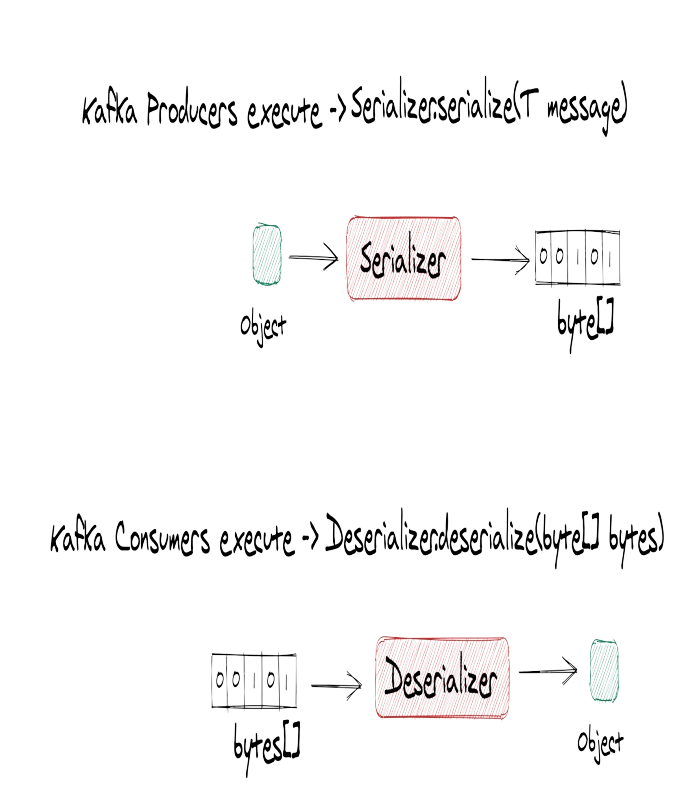 Kafka Producers execute -> Serializer.serialize(T message)
Serializer
0 0 1 0 1
Object
byte[]
Kafka Consumers execute -> Deserializer.deserialize(byte[] bytes)
0 0 1 0 1
Deserializer
bytes[]
Object